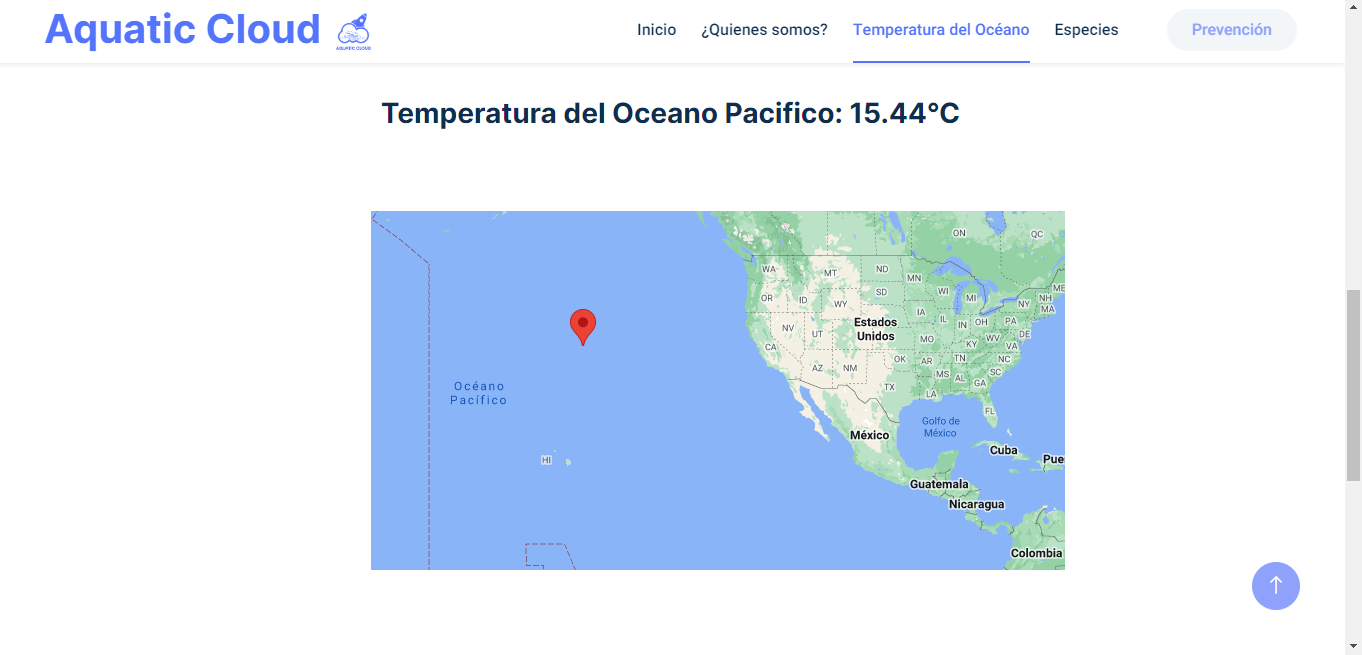 Aquatic Cloud
AQUATIC CLOUD
Inicio
¿Quienes somos?
Temperatura del Océano
Especies
Prevención
Temperatura del Oceano Pacifico: 15.44°C
ON
QC
WA
MT
ND
MN
OR
ID
SD
WI
MI
ME
NH
NY
MA
WY
IA
Estados
Unidos
NV
UT
IL
IN
OH
PA
DE
CA
MO
KY
WV
VA
AZ
NM
OK
AR
TN
NC
MS
AL
GA
SC
TX
LA
FL
Océano
Pacífico
Golfo de
México
México
Cuba
HI
Pue
Guatemala
Nicaragua
Colombia